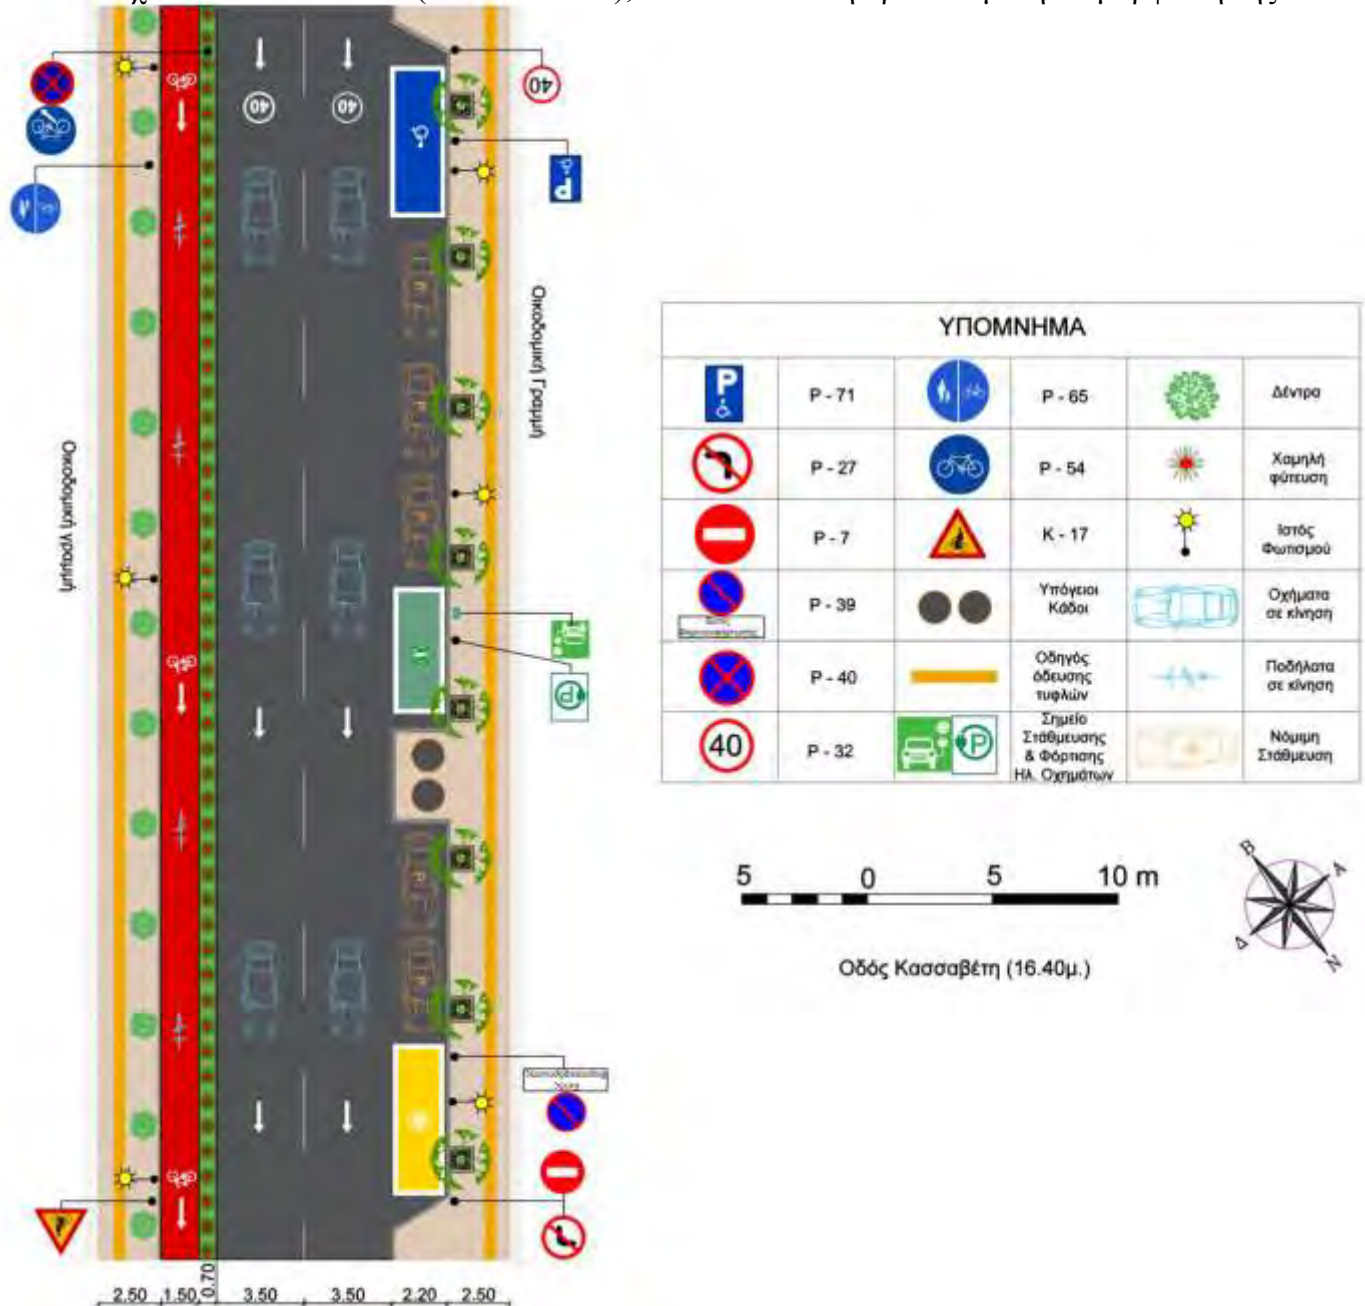 40
40
40
P
Οικοδομική Γραμμή
Οικοδομική γραμμή
P
2.50
1.50
0.70
3.50
3.50
2.20
2.50
ΥΠΟΜΝΗΜΑ
P
P - 71
P - 65
Δέντρα
P - 27
P - 54
Χαμηλή
φύτευση
P - 7
K - 17
Ιστός
Φωτισμού
P - 39
Υπόγειοι
Κάδοι
Οχήματα
σε κίνηση
P - 40
Οδηγός
όδευσης
τυφλών
Ποδήλατα
σε κίνηση
40
P - 32
P
Σημείο
Στάθμευσης
& Φόρτισης
Ηλ. Οχημάτων
Νόμιμη
Στάθμευση
5 0 5 10 m
Οδός Κασσαβέτη (16.40μ.)
Β
Α
Δ
Ν